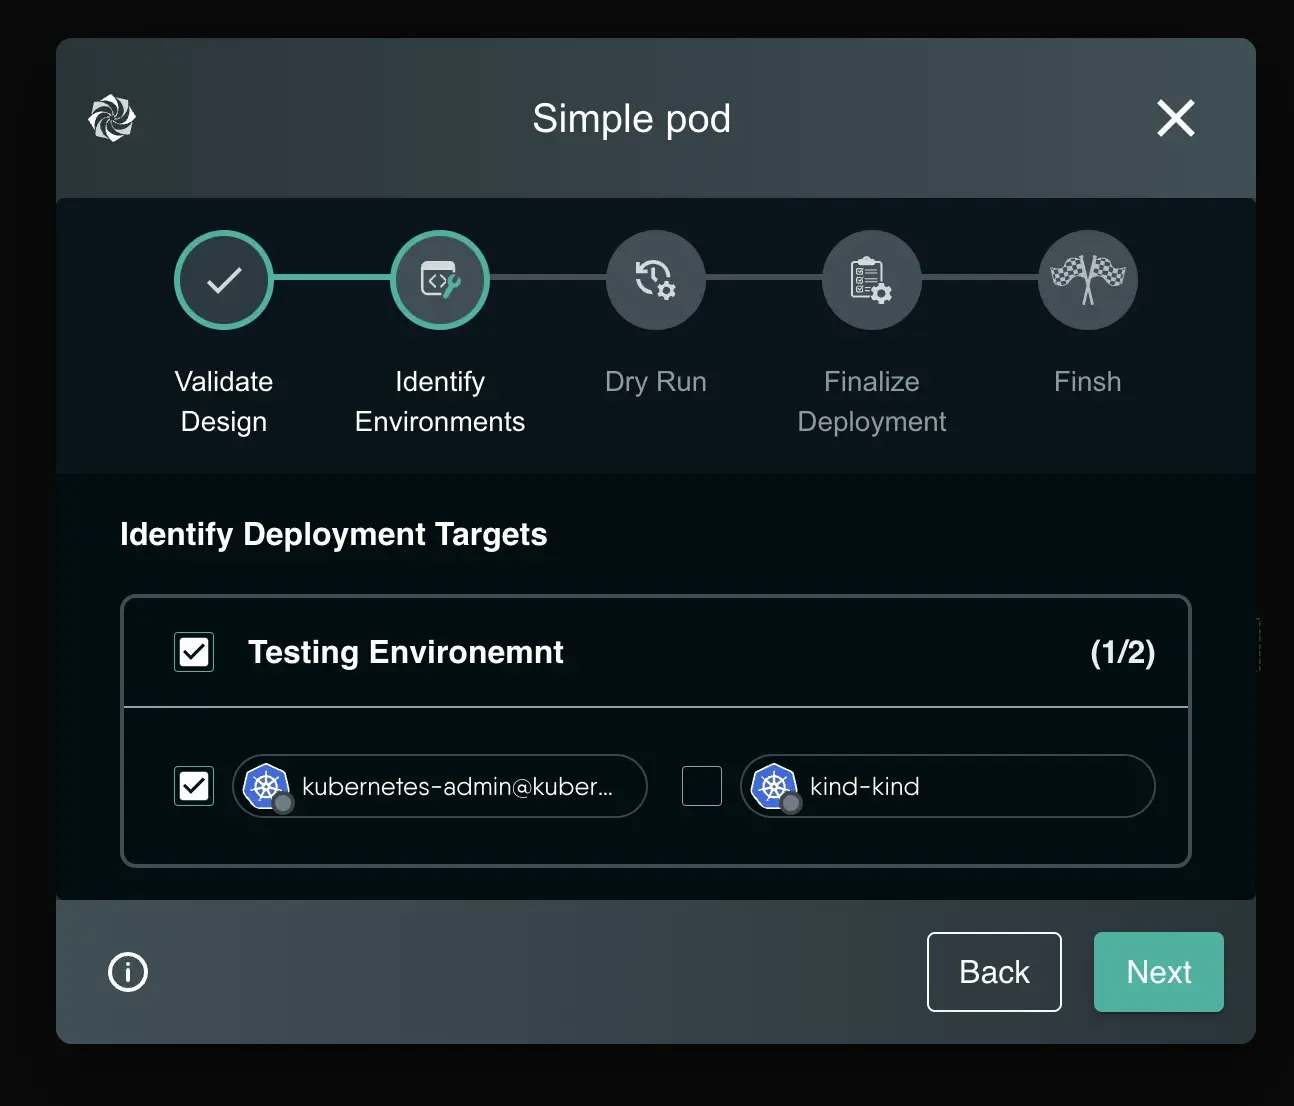 Simple pod
Validate
Design
Identify
Environments
Dry Run
Finalize
Deployment
Finsh
Identify Deployment Targets
Testing Environemnt
(1/2)
kubernetes-admin@kuber...
kind-kind
Back
Next